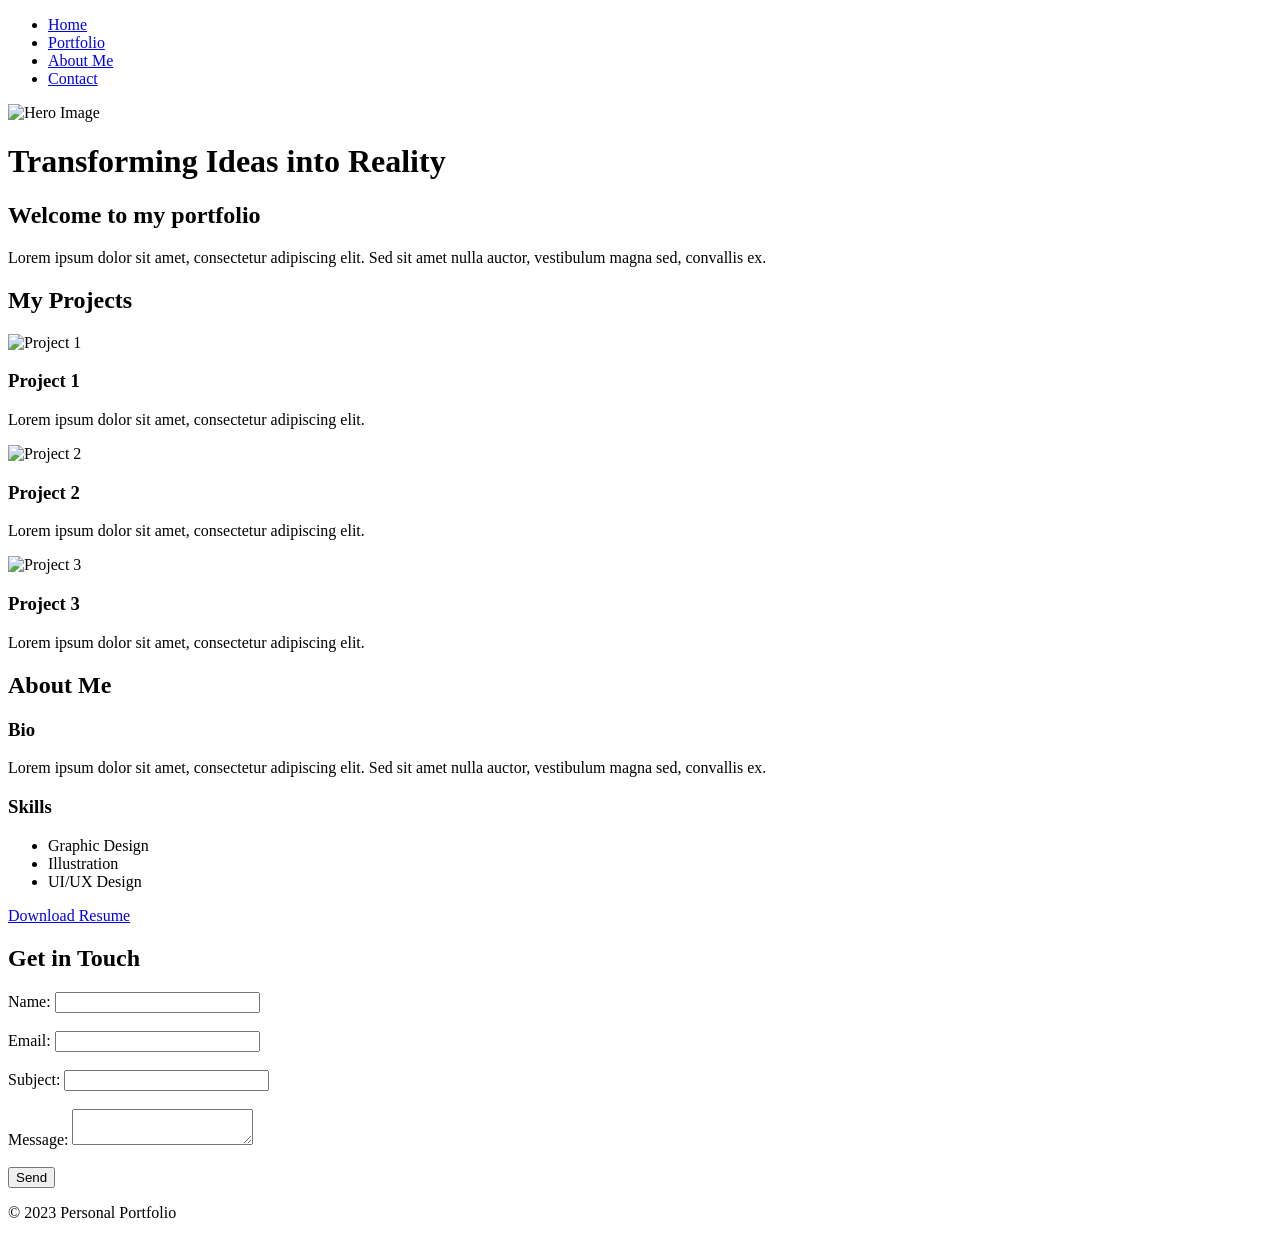 Home
Portfolio
About Me
Contact
Hero Image
Transforming Ideas into Reality
Welcome to my portfolio
Lorem ipsum dolor sit amet, consectetur adipiscing elit. Sed sit amet nulla auctor, vestibulum magna sed, convallis ex.
My Projects
Project 1
Project 1
Lorem ipsum dolor sit amet, consectetur adipiscing elit.
Project 2
Project 2
Lorem ipsum dolor sit amet, consectetur adipiscing elit.
Project 3
Project 3
Lorem ipsum dolor sit amet, consectetur adipiscing elit.
About Me
Bio
Lorem ipsum dolor sit amet, consectetur adipiscing elit. Sed sit amet nulla auctor, vestibulum magna sed, convallis ex.
Skills
Graphic Design
Illustration
UI/UX Design
Download Resume
Get in Touch
Name:
Email:
Subject:
Message:
Send
© 2023 Personal Portfolio